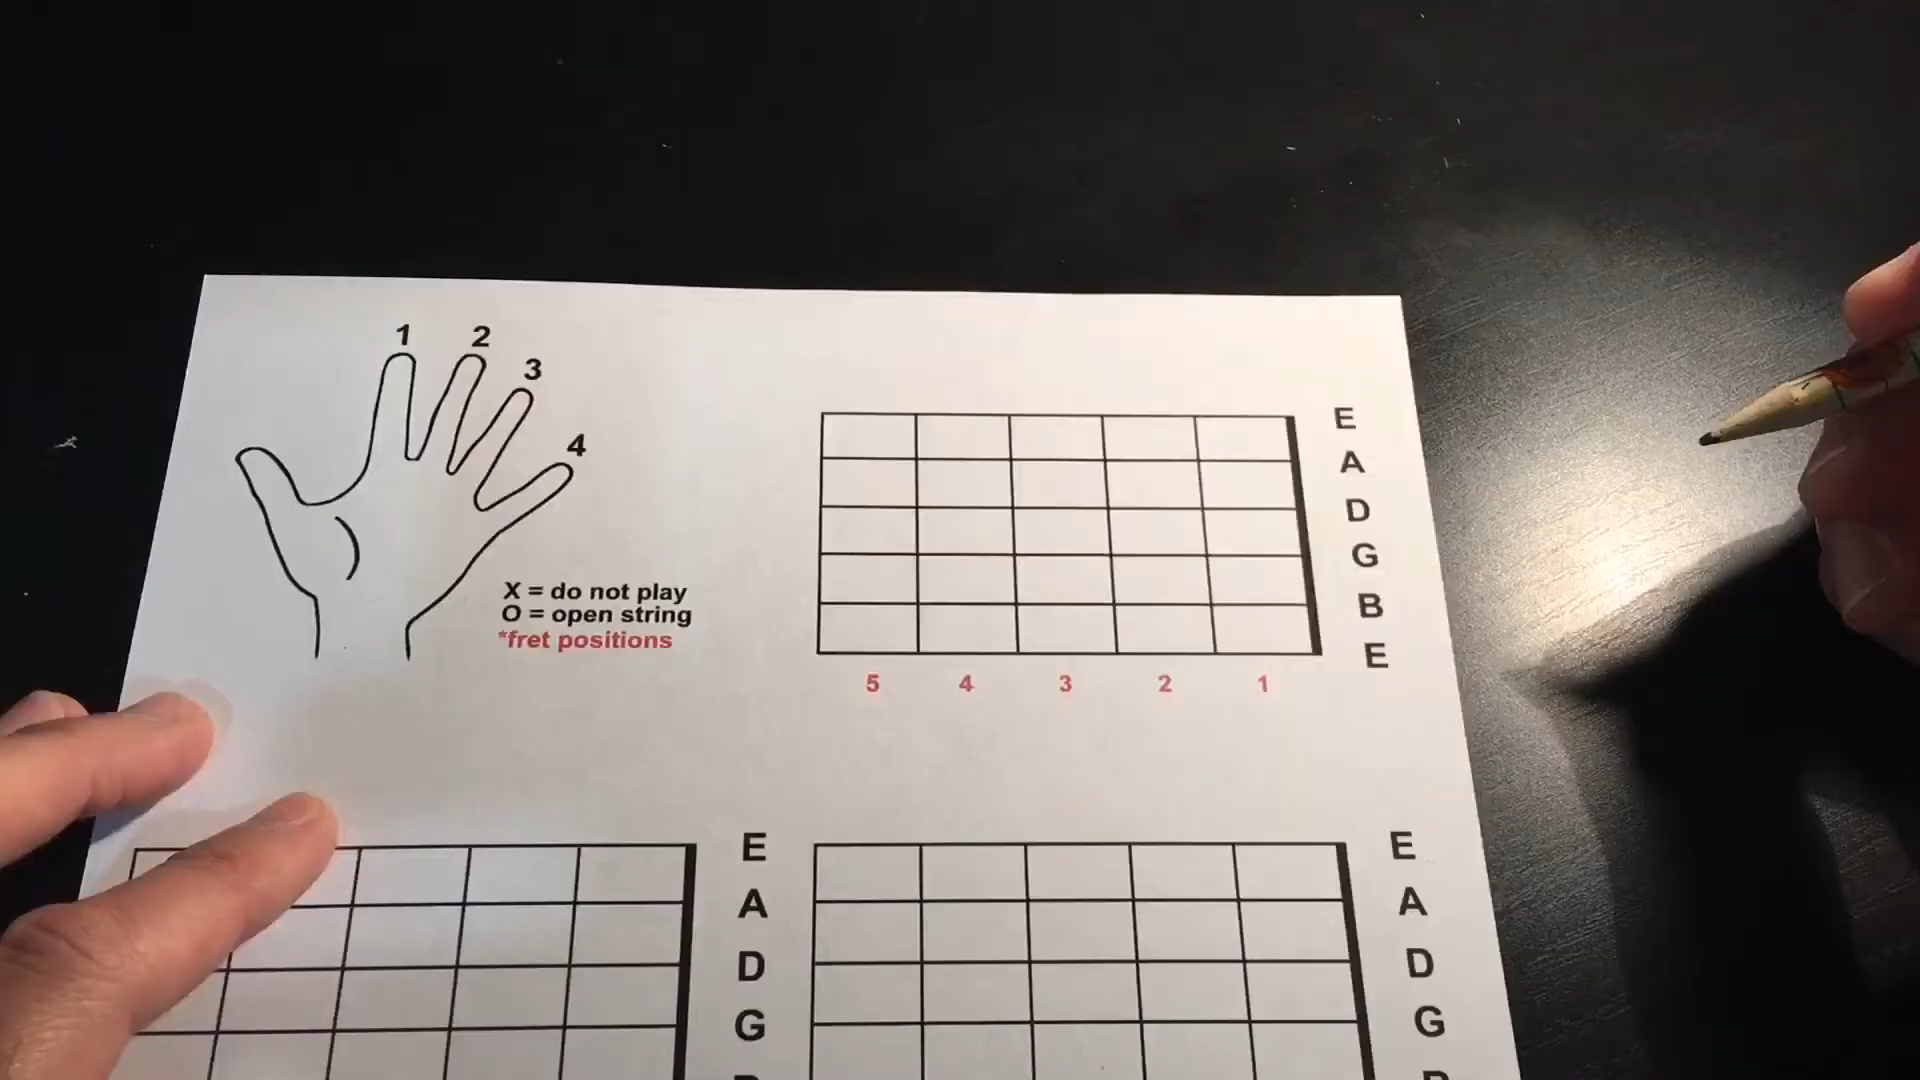 1
2
3
4
X = do not play
O = open string
*fret positions
E
A
D
G
B
E
5 4 3 2 1
E
A
D
G
E
A
D
G